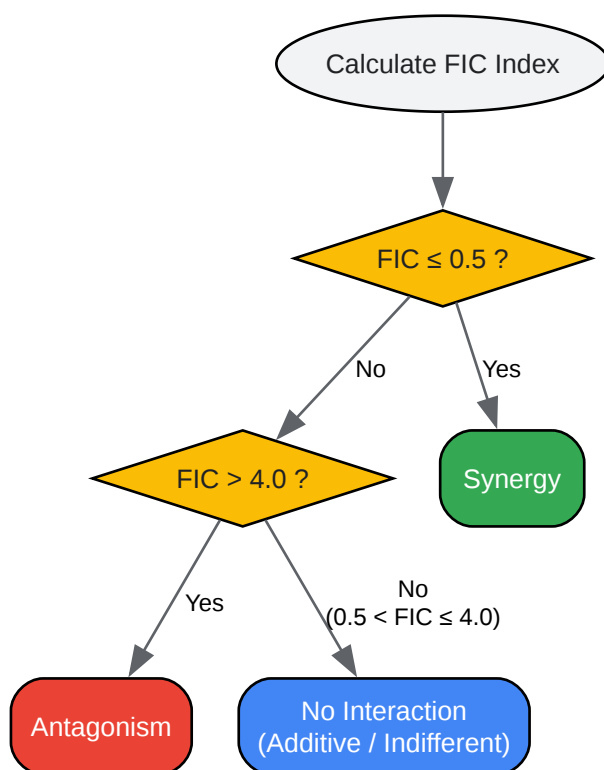 Calculate FIC Index
FIC ≤ 0.5 ?
No
Yes
FIC > 4.0 ?
Synergy
Yes
No
(0.5 < FIC ≤ 4.0)
Antagonism
No Interaction
(Additive / Indifferent)